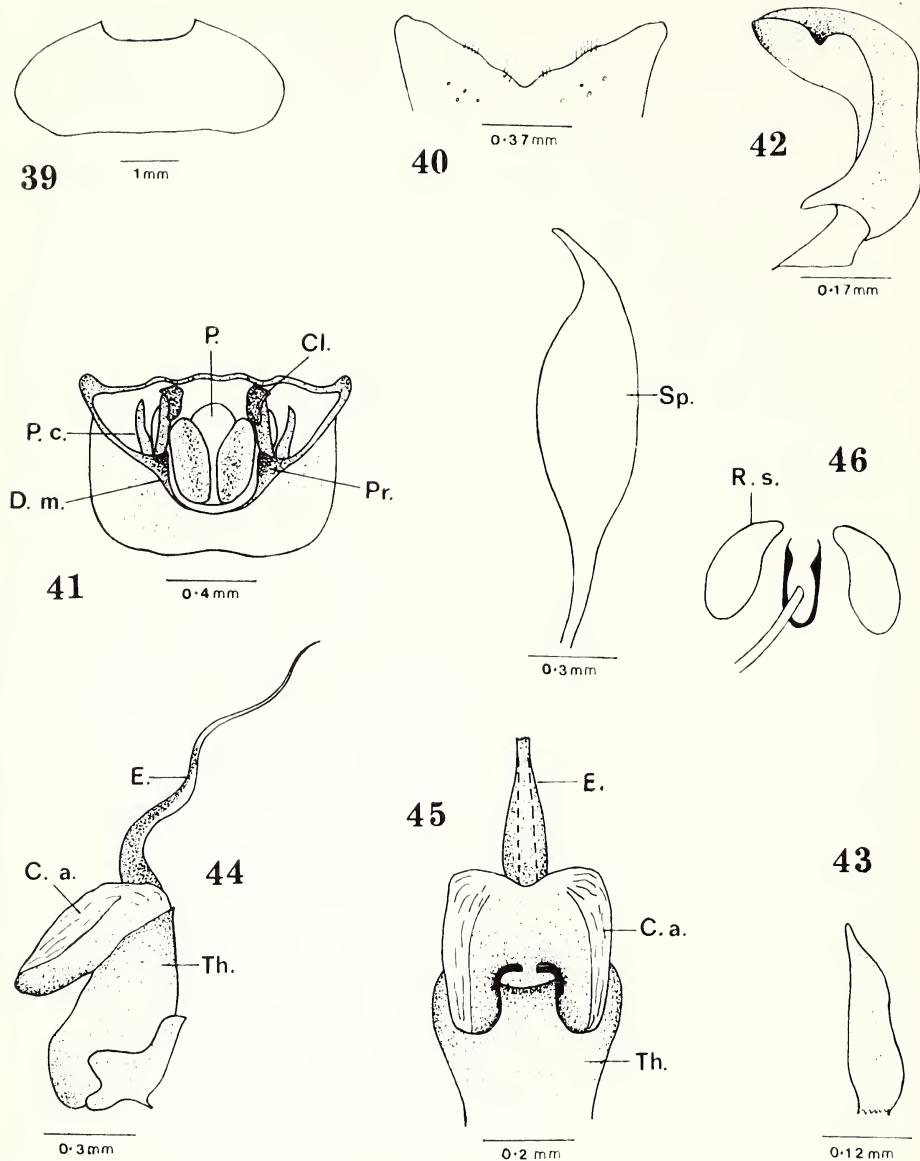 39
1mm
40
0·37mm
42
0·17mm
41
P.
Cl.
P. c.
D. m.
Pr.
0·4mm
Sp.
0·3mm
46
R. s.
44
E.
C. a.
Th.
0·3mm
45
E.
C. a.
Th.
0·2 mm
43
0·12mm